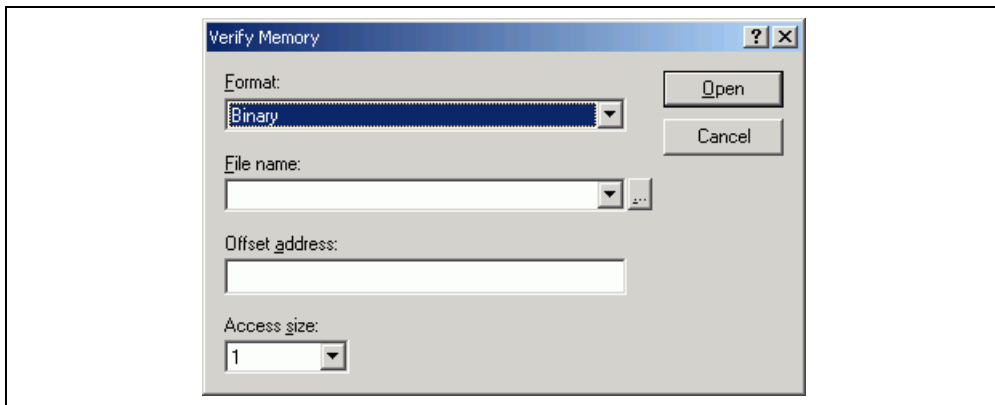 Verify Memory
Format:
Open
Binary
Cancel
File name:
...
Offset address:
Access size:
1